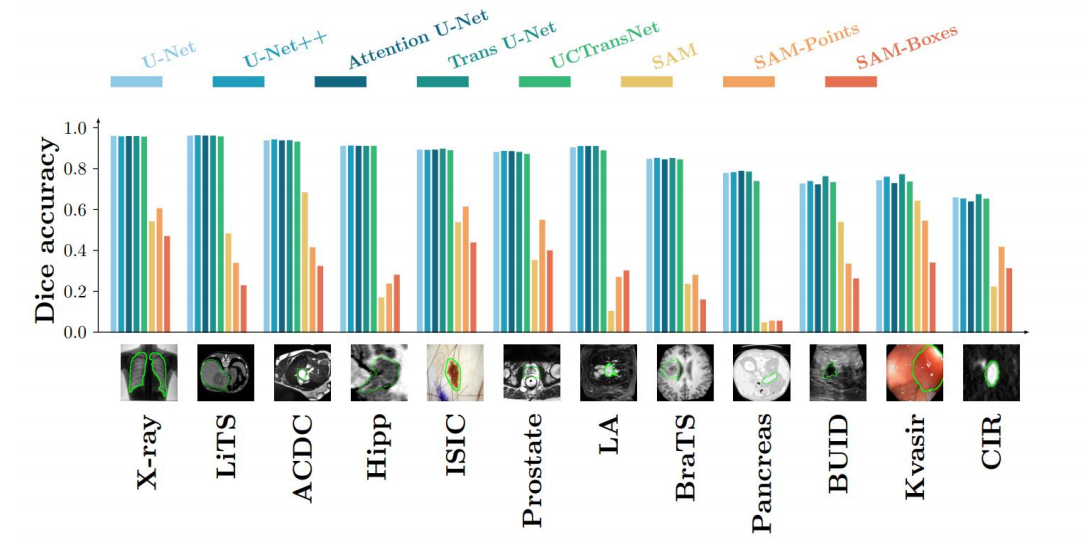 U-Net
U-Net++
Attention U-Net
Trans U-Net
UCTransNet
SAM
SAM-Points
SAM-Boxes
Dice accuracy
1.0
0.8
0.6
0.4
0.2
0.0
X-ray
LiTS
ACDC
Hipp
ISIC
Prostate
LA
BraTS
Pancreas
BUID
Kvasir
CIR